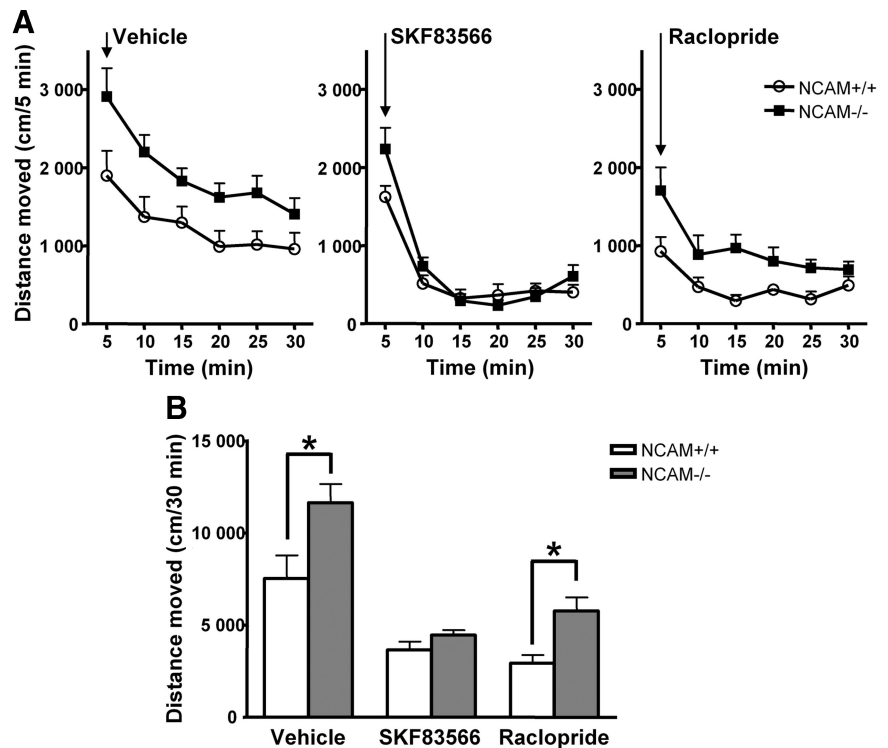 A
Vehicle
SKF83566
Raclopride
NCAM+/+
NCAM-/-
Distance moved (cm/5 min)
3 000
2 000
1 000
0
5 10 15 20 25 30
Time (min)
3 000
2 000
1 000
0
5 10 15 20 25 30
Time (min)
3 000
2 000
1 000
0
5 10 15 20 25 30
Time (min)
B
Distance moved (cm/30 min)
15 000
10 000
5 000
0
*
*
NCAM+/+
NCAM-/-
Vehicle SKF83566 Raclopride